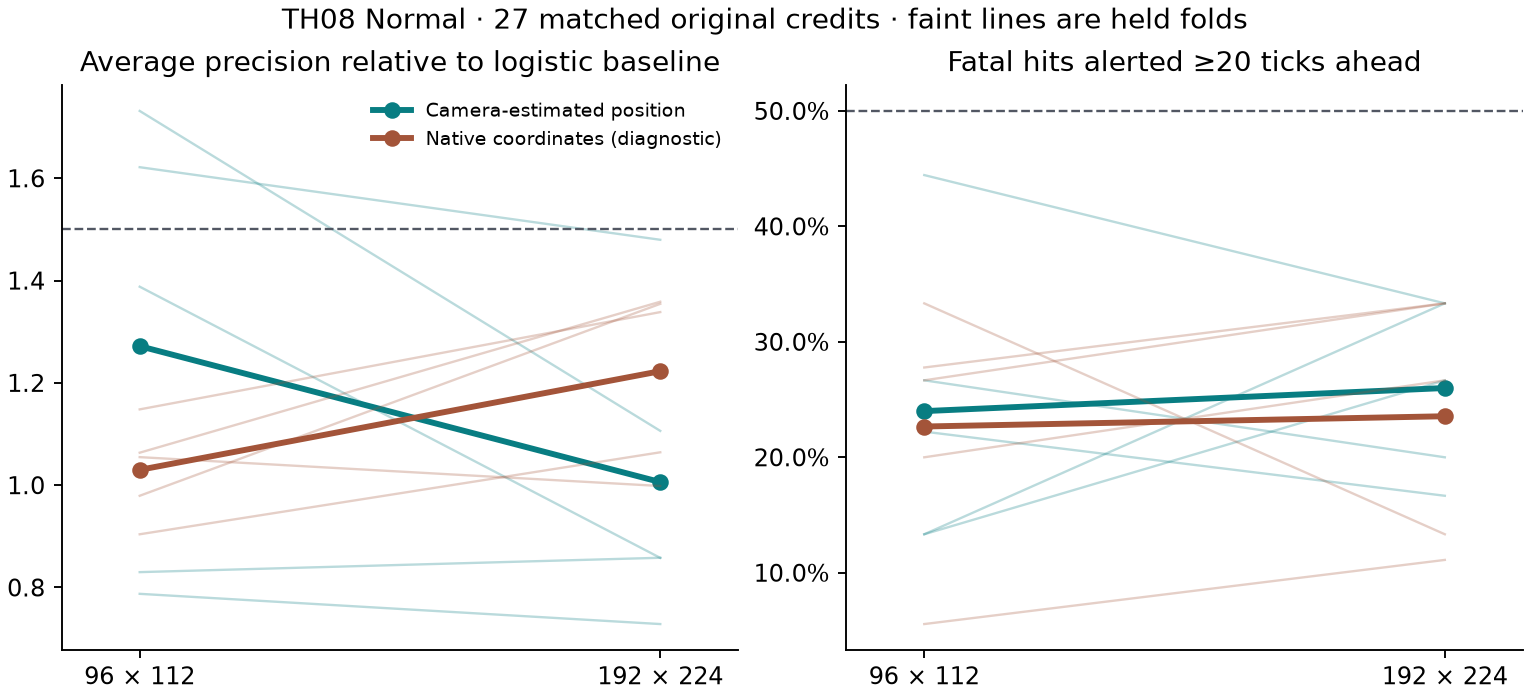 TH08 Normal · 27 matched original credits · faint lines are held folds
Average precision relative to logistic baseline
Camera-estimated position
Native coordinates (diagnostic)
1.6
1.4
1.2
1.0
0.8
96 × 112
192 × 224
Fatal hits alerted ≥20 ticks ahead
50.0%
40.0%
30.0%
20.0%
10.0%
96 × 112
192 × 224